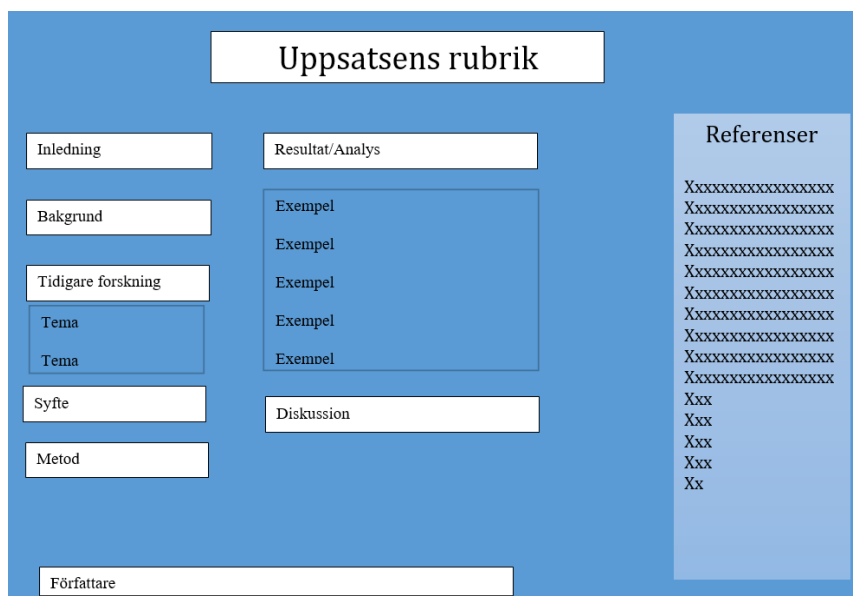 Uppsatsens rubrik
Inledning
Bakgrund
Tidigare forskning
Tema
Tema
Syfte
Metod
Resultat/Analys
Exempel
Exempel
Exempel
Exempel
Exempel
Diskussion
Referenser
Xxxxxxxxxxxxxxxxx
Xxxxxxxxxxxxxxxxx
Xxxxxxxxxxxxxxxxx
Xxxxxxxxxxxxxxxxx
Xxxxxxxxxxxxxxxxx
Xxxxxxxxxxxxxxxxx
Xxxxxxxxxxxxxxxxx
Xxxxxxxxxxxxxxxxx
Xxxxxxxxxxxxxxxxx
Xxxxxxxxxxxxxxxxx
Xxx
Xxx
Xxx
Xxx
Xx
Författare